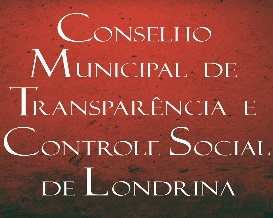 Conselho
Municipal de
Transparência e
Controle Social
de Londrina